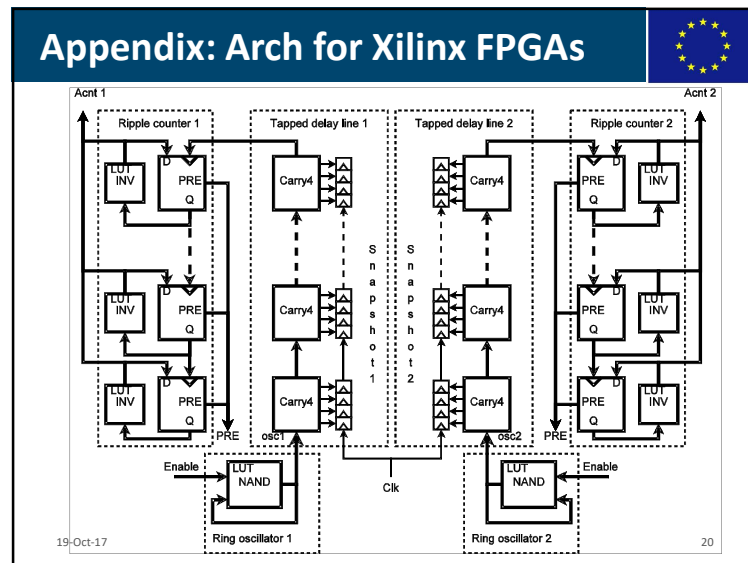 Appendix: Arch for Xilinx FPGAs
Acnt 1
Acnt 2
Ripple counter 1
Tapped delay line 1
Tapped delay line 2
Ripple counter 2
LUT
INV
D
PRE
Q
Carry4
Carry4
D
PRE
Q
LUT
INV
Snapshot1
Snapshot2
LUT
INV
D
PRE
Q
Carry4
Carry4
D
PRE
Q
LUT
INV
LUT
INV
D
PRE
Q
Carry4
Carry4
D
PRE
Q
LUT
INV
PRE
osc1
osc2
PRE
Enable
LUT
NAND
Clk
LUT
NAND
Enable
Ring oscillator 1
Ring oscillator 2
19-Oct-17
20